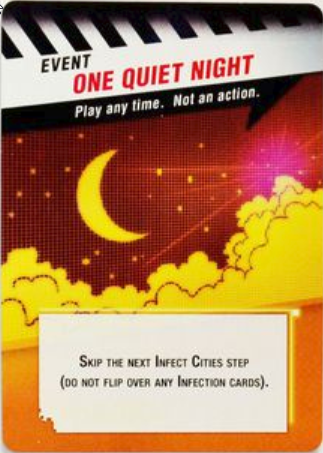 EVENT
ONE QUIET NIGHT
Play any time. Not an action.
SKIP THE NEXT INFECT CITIES STEP
(DO NOT FLIP OVER ANY INFECTION CARDS).